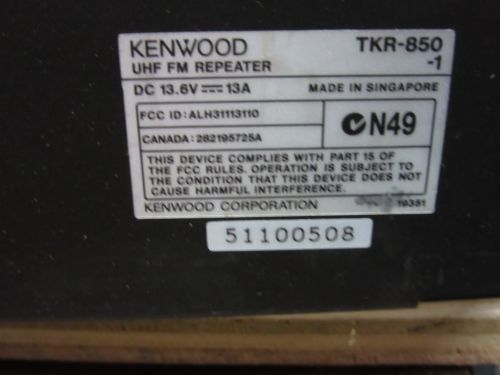 KENWOOD TKR-850
UHF FM REPEATER -1
DC 13.6V 13A MADE IN SINGAPORE
FCC ID: ALH31113110
N49
CANADA: 282195725A
THIS DEVICE COMPLIES WITH PART 15 OF
THE FCC RULES. OPERATION IS SUBJECT TO
THE CONDITION THAT THIS DEVICE DOES NOT
CAUSE HARMFUL INTERFERENCE.
KENWOOD CORPORATION
51100508